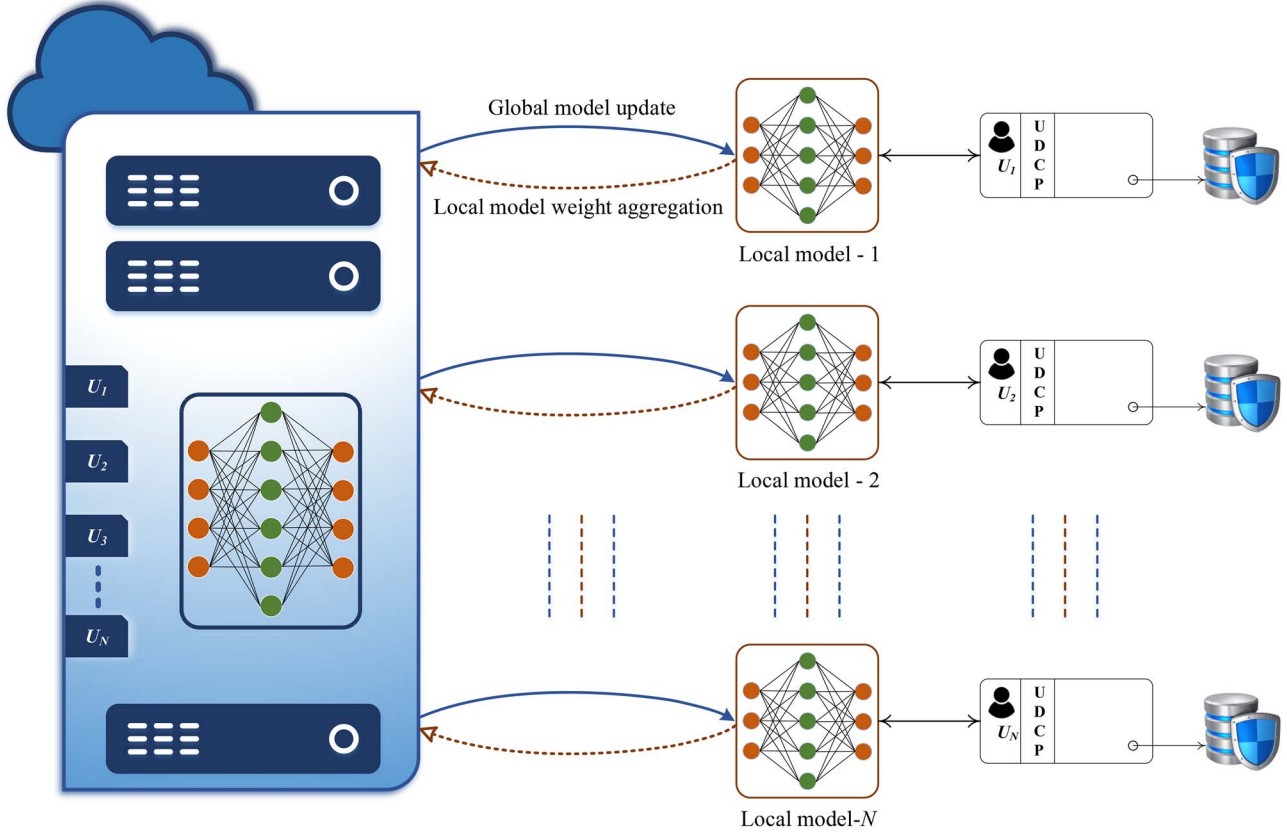 Global model update
Local model weight aggregation
U1
U
D
C
P
Local model - 1
U1
U2
U3
UN
U2
U
D
C
P
Local model - 2
UN
U
D
C
P
Local model-N